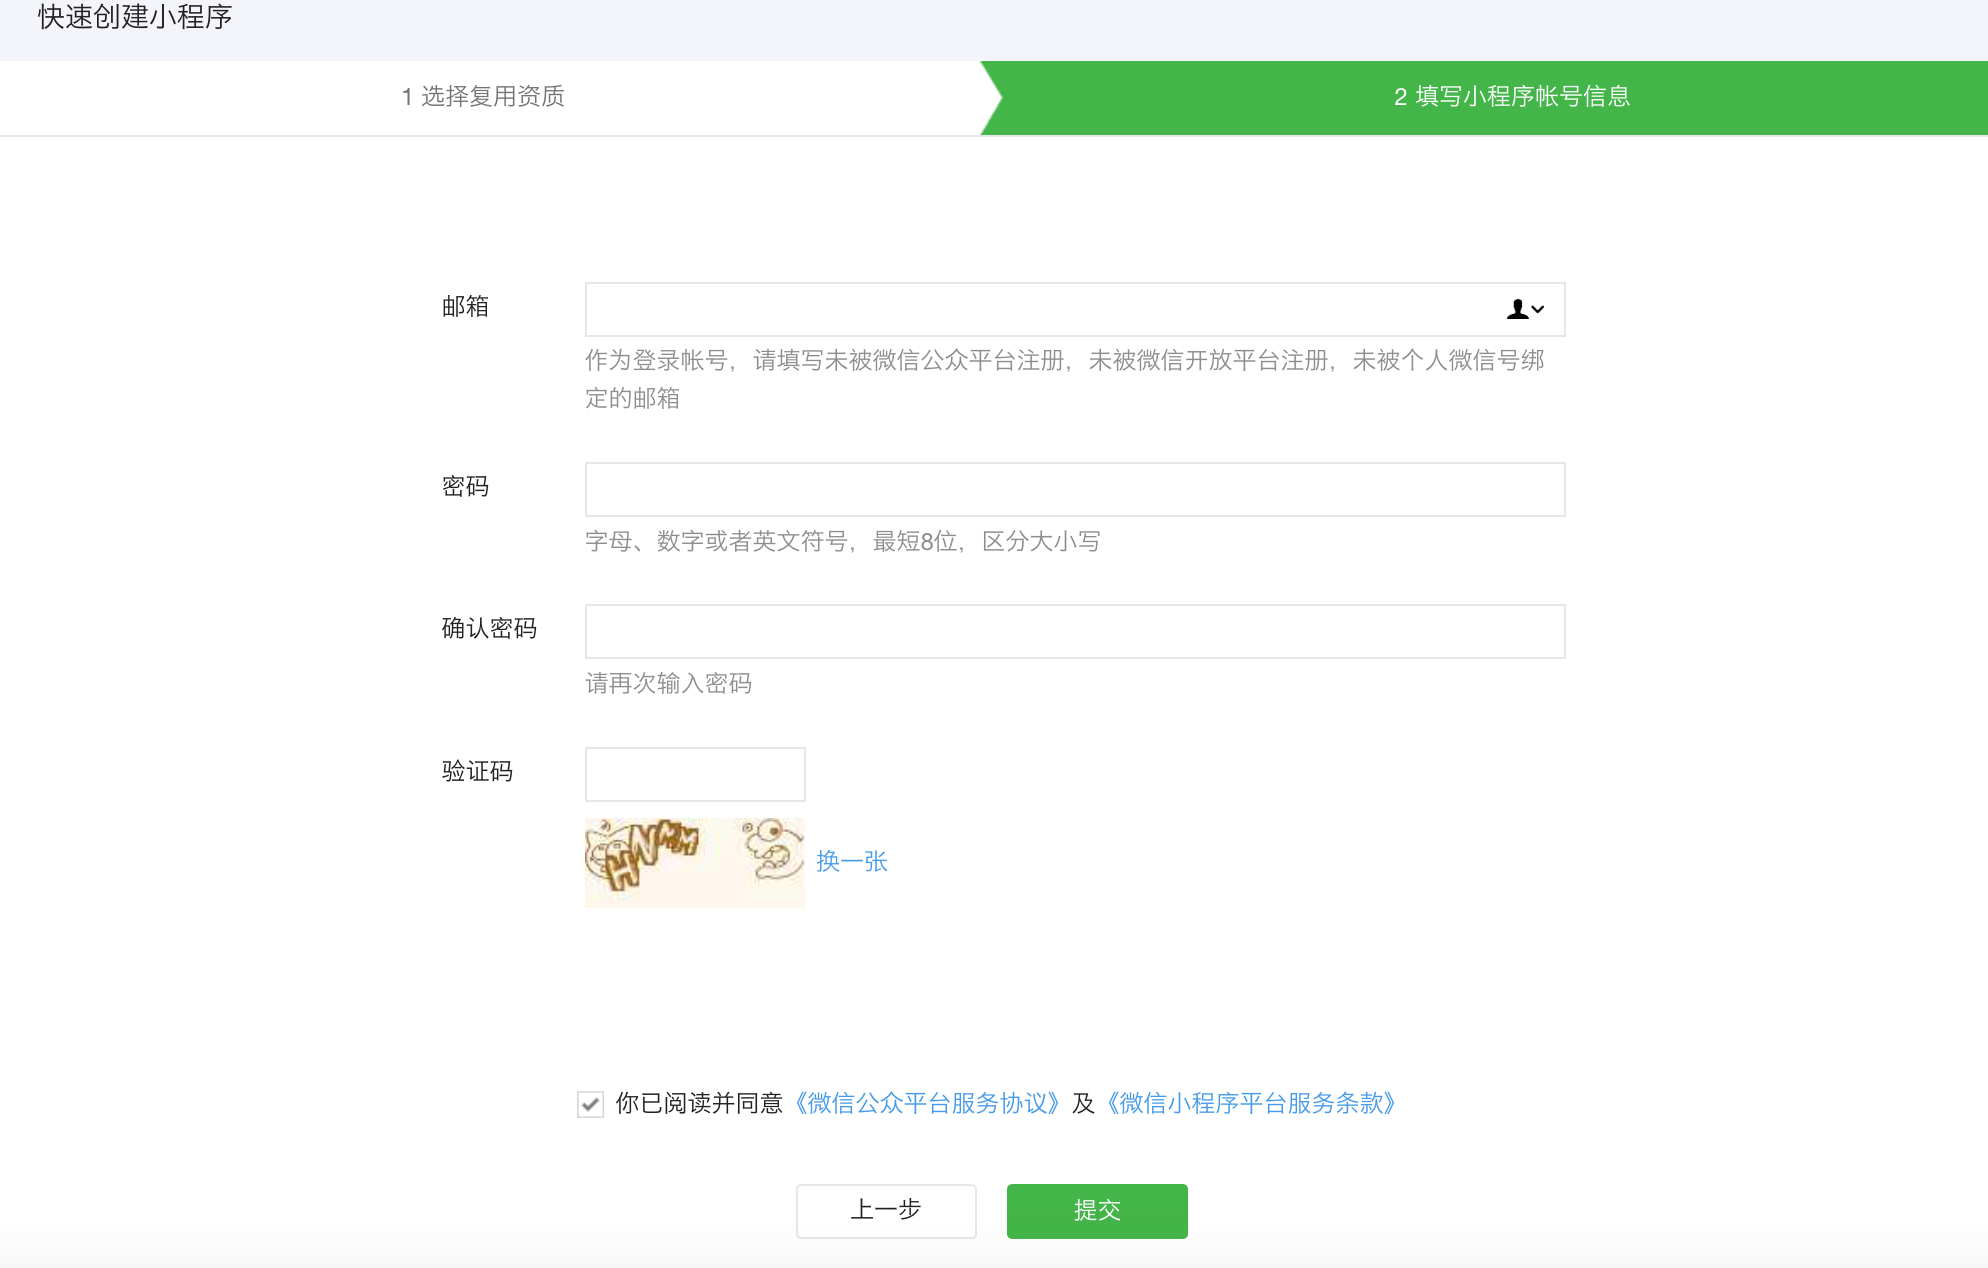 快速创建小程序
1 选择复用资质
2 填写小程序帐号信息
邮箱
作为登录帐号，请填写未被微信公众平台注册，未被微信开放平台注册，未被个人微信号绑
定的邮箱
密码
字母、数字或者英文符号，最短8位，区分大小写
确认密码
请再次输入密码
验证码
换一张
你已阅读并同意《微信公众平台服务协议》及《微信小程序平台服务条款》
上一步
提交